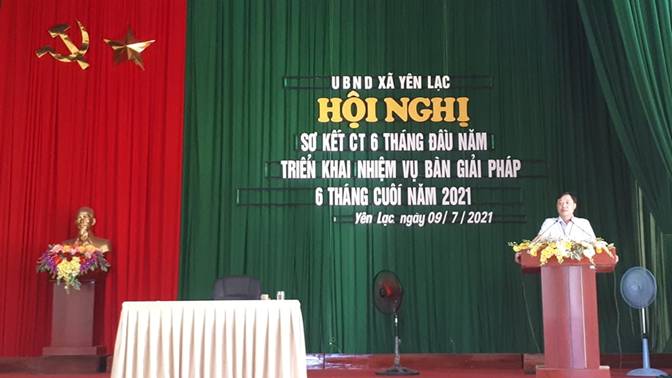 UBND XÃ YÊN LẠC
HỘI NGHỊ
SƠ KẾT CT 6 THÁNG ĐẦU NĂM
TRIỂN KHAI NHIỆM VỤ BÀN GIẢI PHÁP
6 THÁNG CUỐI NĂM 2021
Yên Lạc, ngày 09/7/2021